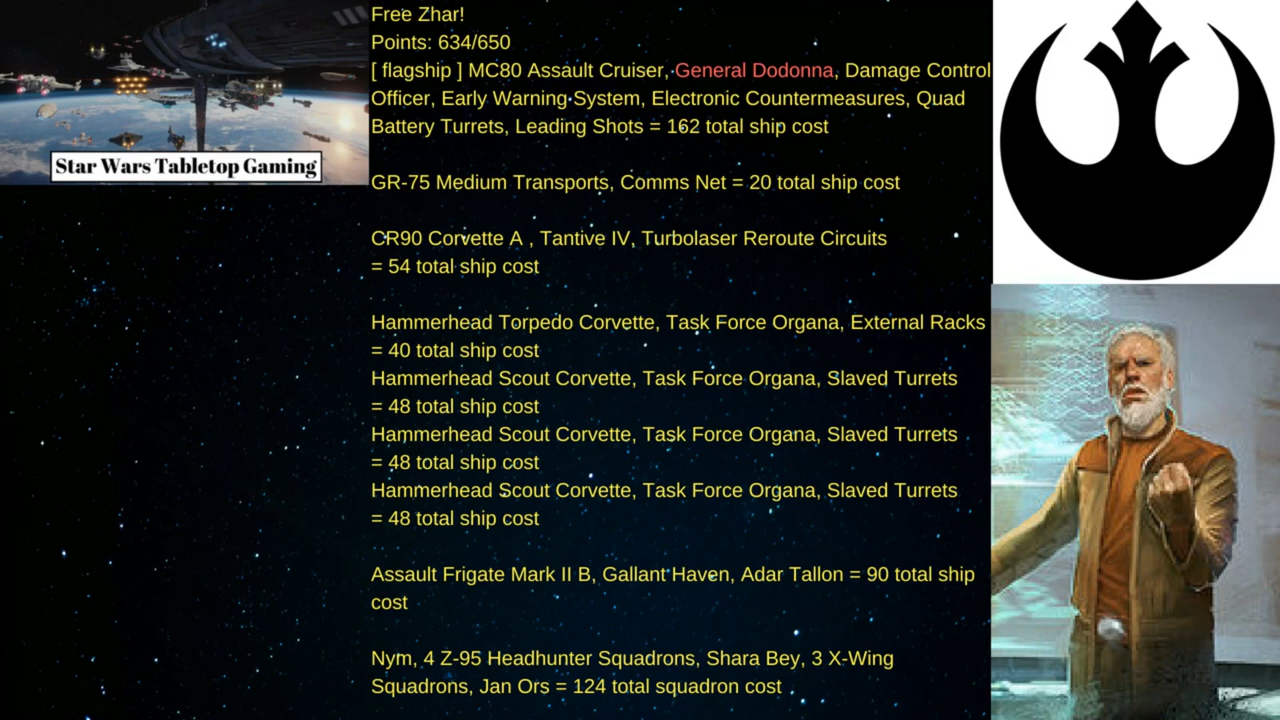 Free Zhar!
Points: 634/650
[ flagship ] MC80 Assault Cruiser, General Dodonna, Damage Control
Officer, Early Warning System, Electronic Countermeasures, Quad
Battery Turrets, Leading Shots = 162 total ship cost
Star Wars Tabletop Gaming
GR-75 Medium Transports, Comms Net = 20 total ship cost
CR90 Corvette A , Tantive IV, Turbolaser Reroute Circuits
= 54 total ship cost
Hammerhead Torpedo Corvette, Task Force Organa, External Racks
= 40 total ship cost
Hammerhead Scout Corvette, Task Force Organa, Slaved Turrets
= 48 total ship cost
Hammerhead Scout Corvette, Task Force Organa, Slaved Turrets
= 48 total ship cost
Hammerhead Scout Corvette, Task Force Organa, Slaved Turrets
= 48 total ship cost
Assault Frigate Mark II B, Gallant Haven, Adar Tallon = 90 total ship
cost
Nym, 4 Z-95 Headhunter Squadrons, Shara Bey, 3 X-Wing
Squadrons, Jan Ors = 124 total squadron cost